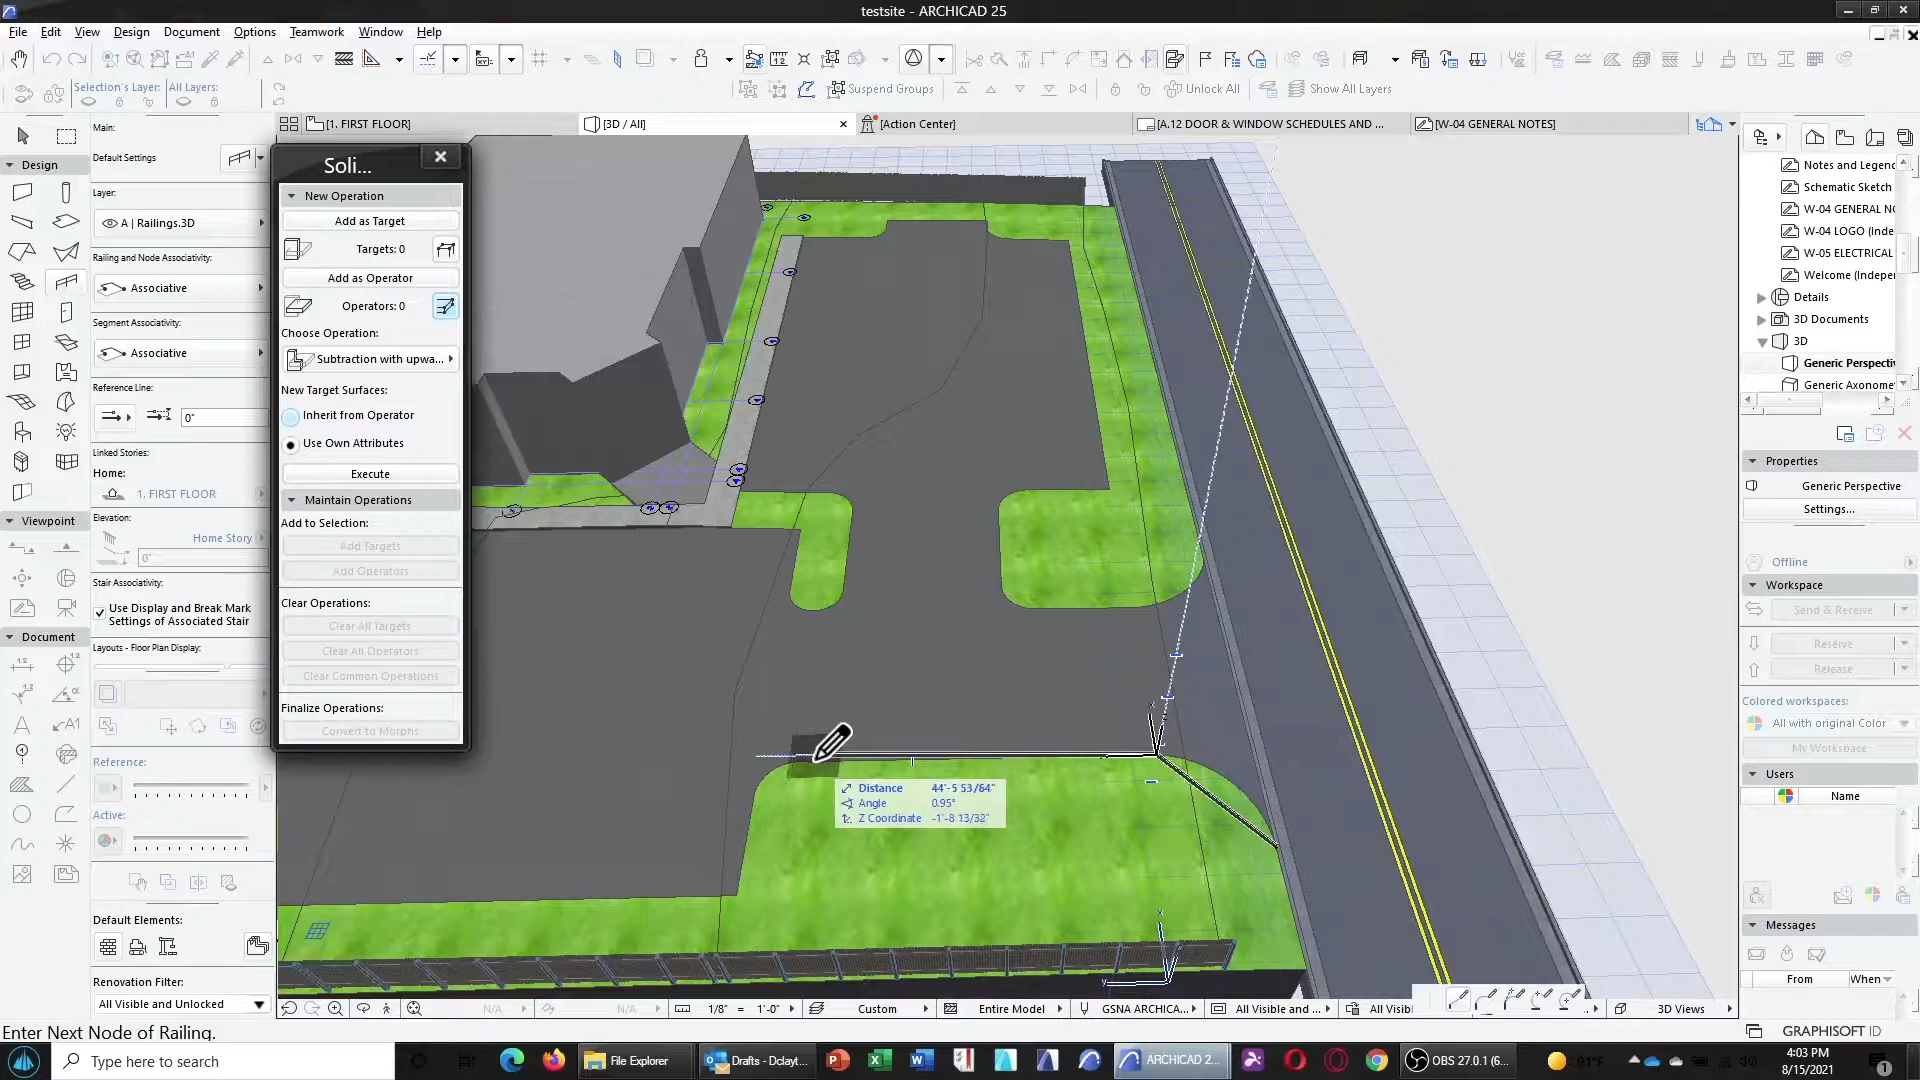 testsite - ARCHICAD 25
File Edit View Design Document Options Teamwork Window Help
Selection's Layer: All Layers:
Suspend Groups
Unlock All
Show All Layers
[1. FIRST FLOOR]
[3D / All]
[Action Center]
[A.12 DOOR & WINDOW SCHEDULES AND ...
[W-04 GENERAL NOTES]
Design
Viewpoint
Document
Main:
Default Settings
Layer:
A | Railings.3D
Railing and Node Associativity:
Associative
Segment Associativity:
Associative
Reference Line:
0"
Linked Stories:
Home:
1. FIRST FLOOR
Elevation:
Home Story
0"
Stair Associativity:
Use Display and Break Mark
Settings of Associated Stair
Layouts - Floor Plan Display:
Reference:
Active:
Default Elements:
Renovation Filter:
All Visible and Unlocked
Soli...
New Operation
Add as Target
Targets: 0
Add as Operator
Operators: 0
Choose Operation:
Subtraction with upwa...
New Target Surfaces:
Inherit from Operator
Use Own Attributes
Execute
Maintain Operations
Add to Selection:
Add Targets
Add Operators
Clear Operations:
Clear All Targets
Clear All Operators
Clear Common Operations
Finalize Operations:
Convert to Morphs
Distance 44'-5 53/64"
Angle 0.95°
Z Coordinate -1'-8 13/32"
Notes and Legenc
Schematic Sketch
W-04 GENERAL NO
W-04 LOGO (Inde
W-05 ELECTRICAL
Welcome (Indepe
Details
3D Documents
3D
Generic Perspecti
Generic Axonome
Properties
Generic Perspective
Settings...
Offline
Workspace
Send & Receive
Reserve
Release
Colored workspaces:
All with original Color
My Workspace
Users
Name
Messages
From When
N/A
N/A
1/8" = 1'-0"
Custom
Entire Model
GSNA ARCHICA...
All Visible and ...
All Visibl
3D Views
Enter Next Node of Railing.
GRAPHISOFT ID
Type here to search
File Explorer
Drafts - Dclayt...
ARCHICAD 2...
OBS 27.0.1 (6...
91°F
4:03 PM
8/15/2021